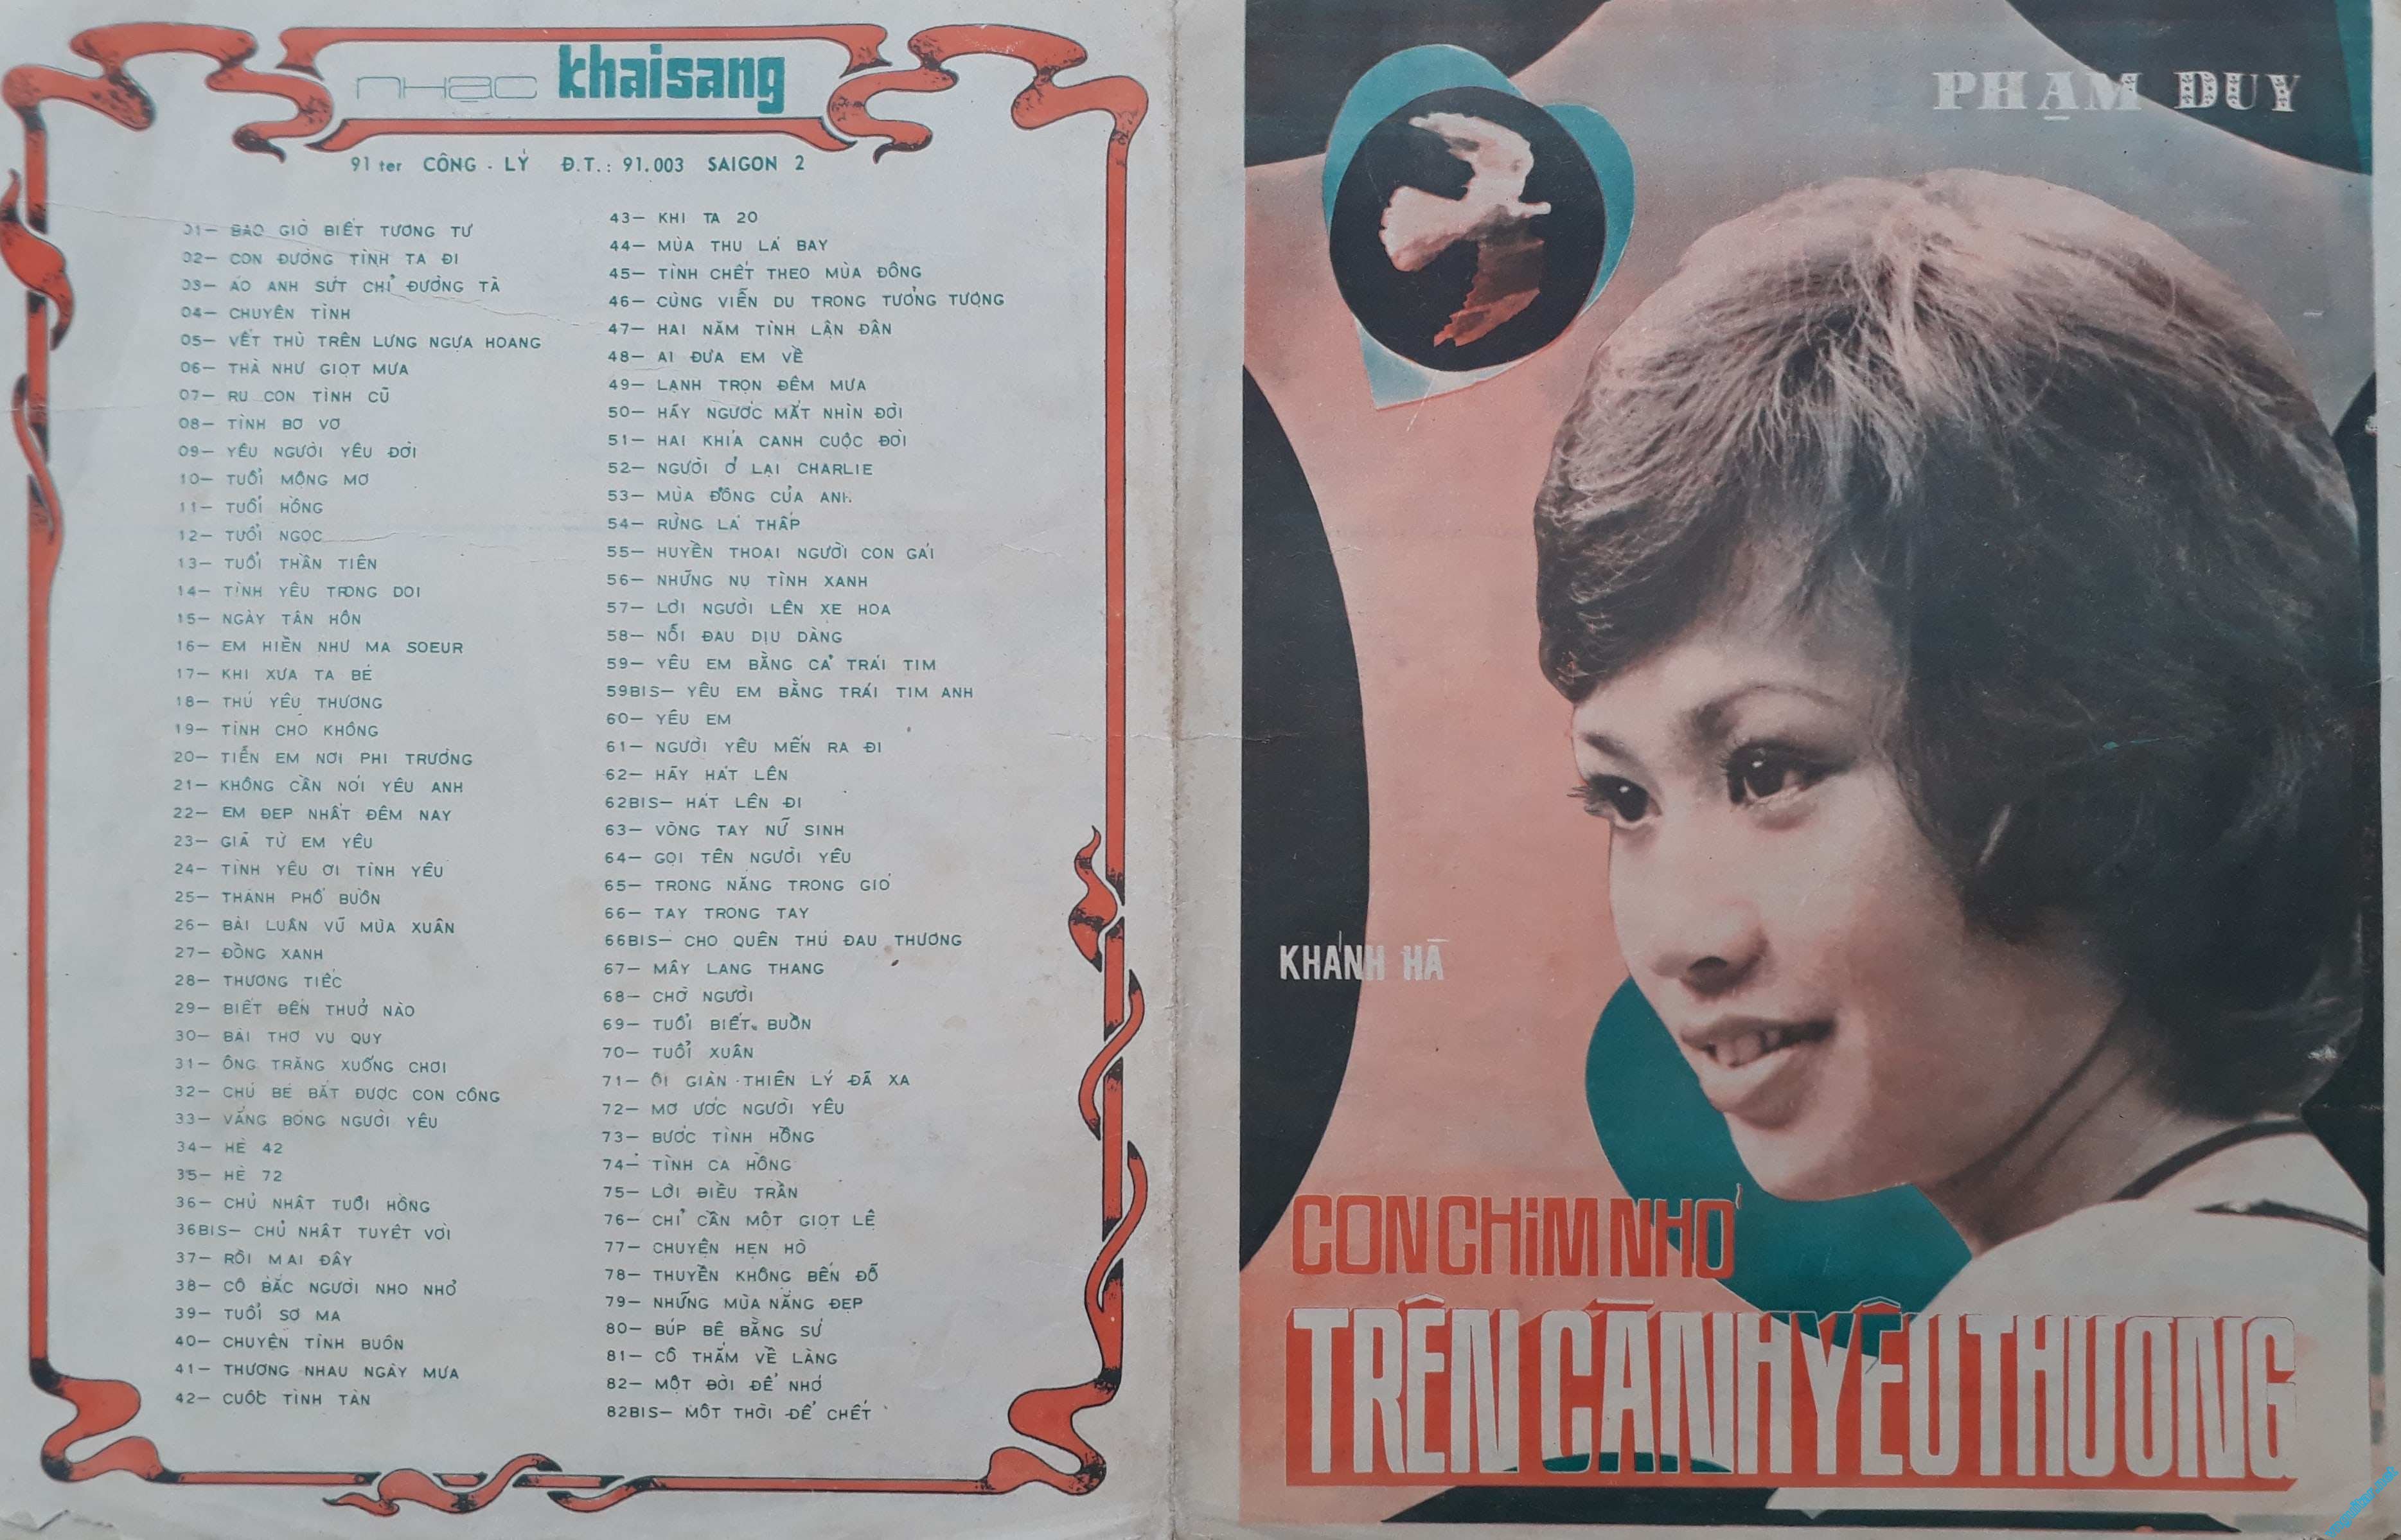 nhạc khaisang
91 ter CÔNG - LÝ Đ.T.: 91.003 SAIGON 2
01— BAO GIỜ BIẾT TƯƠNG TƯ
02— CON ĐƯỜNG TÌNH TA ĐI
03— ÁO ANH SỨT CHỈ ĐƯỜNG TÀ
04— CHUYỆN TÌNH
05— VẾT THÙ TRÊN LƯNG NGỰA HOANG
06— THÀ NHƯ GIỌT MƯA
07— RU CON TÌNH CŨ
08— TÌNH BƠ VƠ
09— YÊU NGƯỜI YÊU ĐỜI
10— TUỔI MỘNG MƠ
11— TUỔI HỒNG
12— TUỔI NGỌC
13— TUỔI THẦN TIÊN
14— TÌNH YÊU TRONG DOI
15— NGÀY TÂN HÔN
16— EM HIỀN NHƯ MA SOEUR
17— KHI XƯA TA BÉ
18— THÚ YÊU THƯƠNG
19— TÌNH CHO KHÔNG
20— TIỄN EM NƠI PHI TRƯỜNG
21— KHÔNG CẦN NÓI YÊU ANH
22— EM ĐẸP NHẤT ĐÊM NAY
23— GIÃ TỪ EM YÊU
24— TÌNH YÊU ƠI TÌNH YÊU
25— THÀNH PHỐ BUỒN
26— BÀI LUÂN VŨ MÙA XUÂN
27— ĐỒNG XANH
28— THƯƠNG TIẾC
29— BIẾT ĐẾN THUỞ NÀO
30— BÀI THƠ VU QUY
31— ÔNG TRĂNG XUỐNG CHƠI
32— CHÚ BÉ BẮT ĐƯỢC CON CÔNG
33— VẮNG BÓNG NGƯỜI YÊU
34— HÈ 42
35— HÈ 72
36— CHỦ NHẬT TUỔI HỒNG
36BIS— CHỦ NHẬT TUYỆT VỜI
37— RỒI MAI ĐÂY
38— CÔ BẮC NGƯỜI NHO NHỎ
39— TUỔI SỢ MA
40— CHUYỆN TÌNH BUỒN
41— THƯƠNG NHAU NGÀY MƯA
42— CUỘC TÌNH TÀN
43— KHI TA 20
44— MÙA THU LÁ BAY
45— TÌNH CHẾT THEO MÙA ĐÔNG
46— CÙNG VIỄN DU TRONG TƯỞNG TƯỢNG
47— HAI NĂM TÌNH LẬN ĐẬN
48— AI ĐƯA EM VỀ
49— LẠNH TRỌN ĐÊM MƯA
50— HÃY NGƯỚC MẮT NHÌN ĐỜI
51— HAI KHÍA CẠNH CUỘC ĐỜI
52— NGƯỜI Ở LẠI CHARLIE
53— MÙA ĐÔNG CỦA ANH
54— RỪNG LÁ THẤP
55— HUYỀN THOẠI NGƯỜI CON GÁI
56— NHỮNG NỤ TÌNH XANH
57— LỜI NGƯỜI LÊN XE HOA
58— NỖI ĐAU DỊU DÀNG
59— YÊU EM BẰNG CẢ TRÁI TIM
59BIS— YÊU EM BẰNG TRÁI TIM ANH
60— YÊU EM
61— NGƯỜI YÊU MẾN RA ĐI
62— HÃY HÁT LÊN
62BIS— HÁT LÊN ĐI
63— VÒNG TAY NỮ SINH
64— GỌI TÊN NGƯỜI YÊU
65— TRONG NẮNG TRONG GIÓ
66— TAY TRONG TAY
66BIS— CHO QUÊN THÚ ĐAU THƯƠNG
67— MÂY LANG THANG
68— CHỜ NGƯỜI
69— TUỔI BIẾT BUỒN
70— TUỔI XUÂN
71— ÔI GIÀN THIÊN LÝ ĐÃ XA
72— MƠ ƯỚC NGƯỜI YÊU
73— BƯỚC TÌNH HỒNG
74— TÌNH CA HỒNG
75— LỜI ĐIỀU TRẦN
76— CHỈ CẦN MỘT GIỌT LỆ
77— CHUYỆN HẸN HÒ
78— THUYỀN KHÔNG BẾN ĐỖ
79— NHỮNG MÙA NẮNG ĐẸP
80— BÚP BÊ BẰNG SỨ
81— CÔ THẮM VỀ LÀNG
82— MỘT ĐỜI ĐỂ NHỚ
82BIS— MỘT THỜI ĐỂ CHẾT
PHẠM DUY
KHÁNH HÀ
CON CHiM NHỎ
TRÊN CÀNH YÊU THƯƠNG